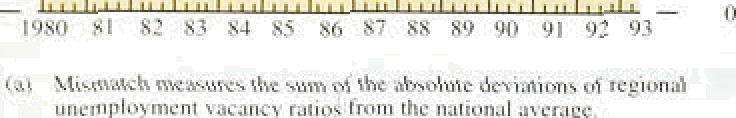 1980 81 82 83 84 85 86 87 88 89 90 91 92 93 0
(a) Mismatch measures the sum of the absolute deviations of regional
unemployment vacancy ratios from the national average.